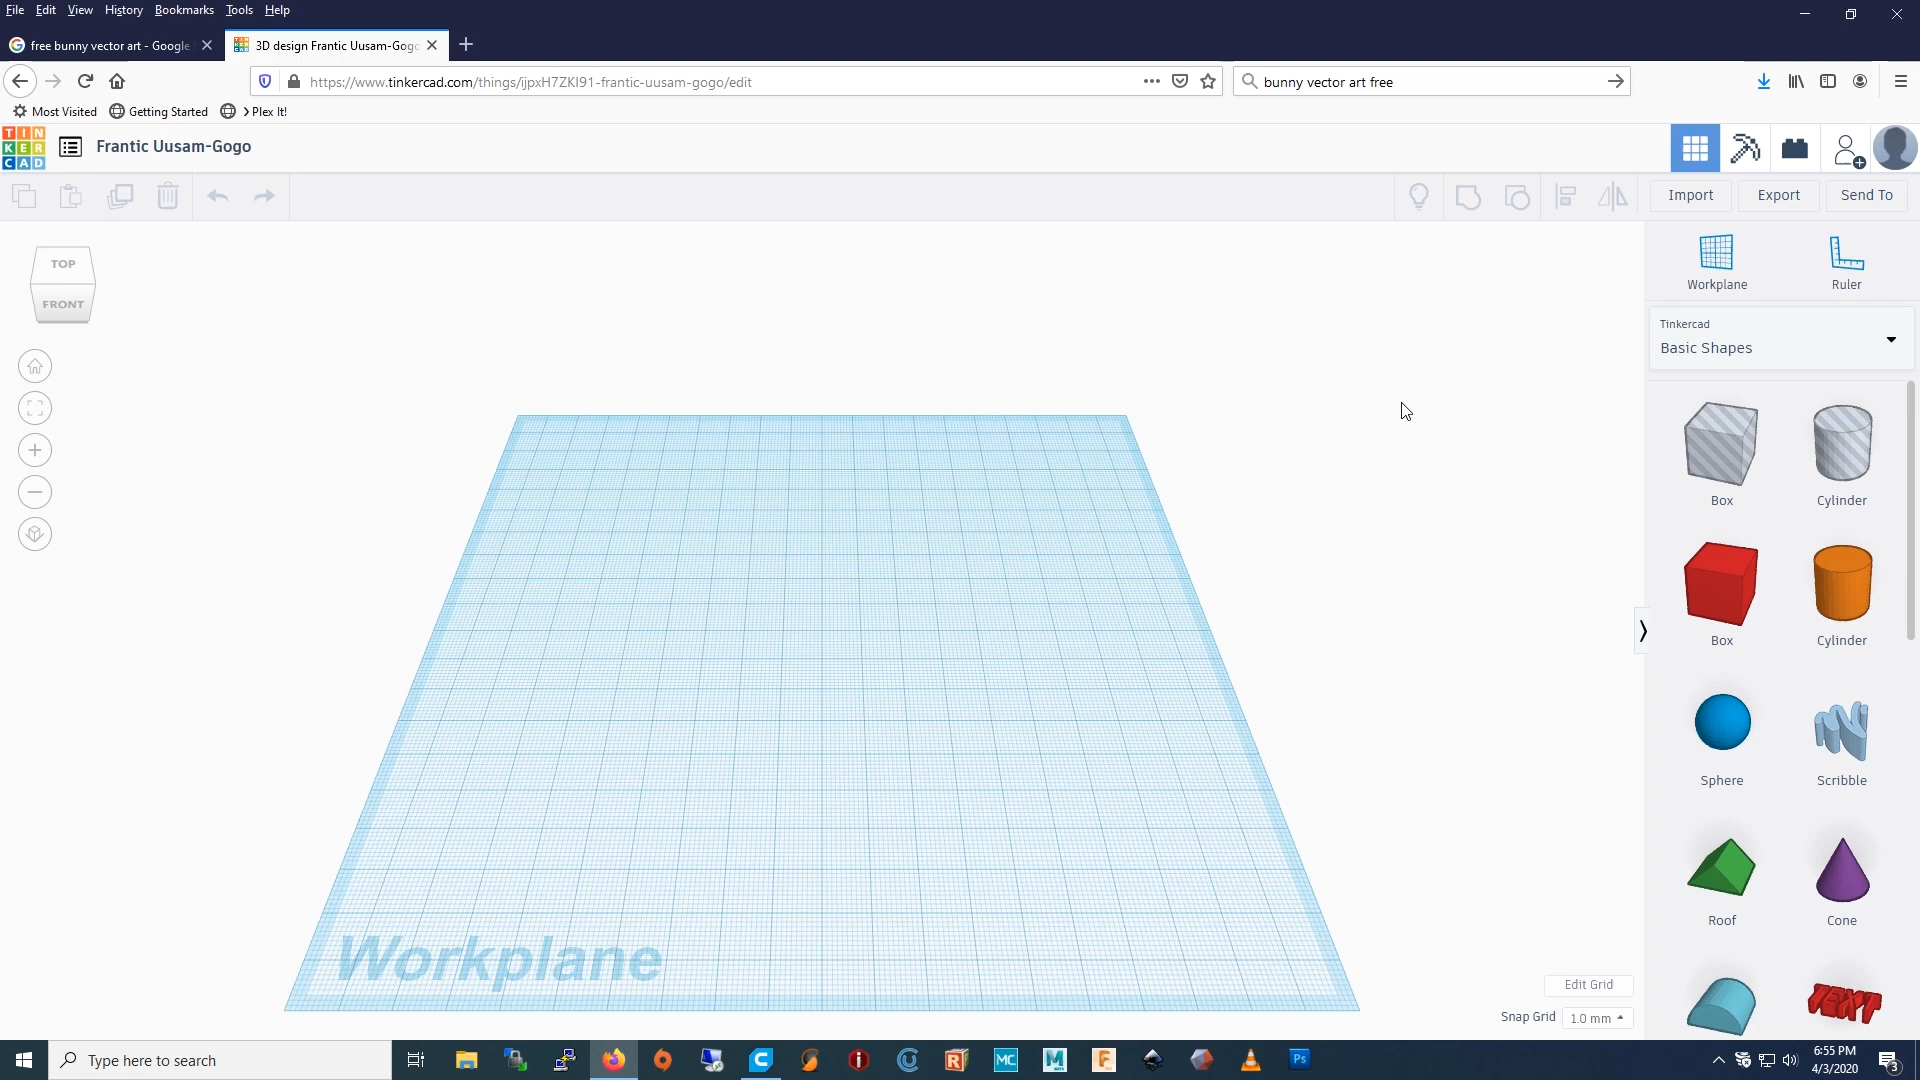 File Edit View History Bookmarks Tools Help
free bunny vector art - Google
3D design Frantic Uusam-Gogo
https://www.tinkercad.com/things/ijpxH7ZKI91-frantic-uusam-gogo/edit
bunny vector art free
Most Visited Getting Started Plex It!
TIN
KER
CAD
Frantic Uusam-Gogo
Import Export Send To
TOP
FRONT
Workplane Ruler
Tinkercad
Basic Shapes
Box Cylinder
Box Cylinder
Sphere Scribble
Roof Cone
TEXT
Workplane
Edit Grid
Snap Grid 1.0 mm
Type here to search
MC
M
F
Ps
6:55 PM
4/3/2020
3